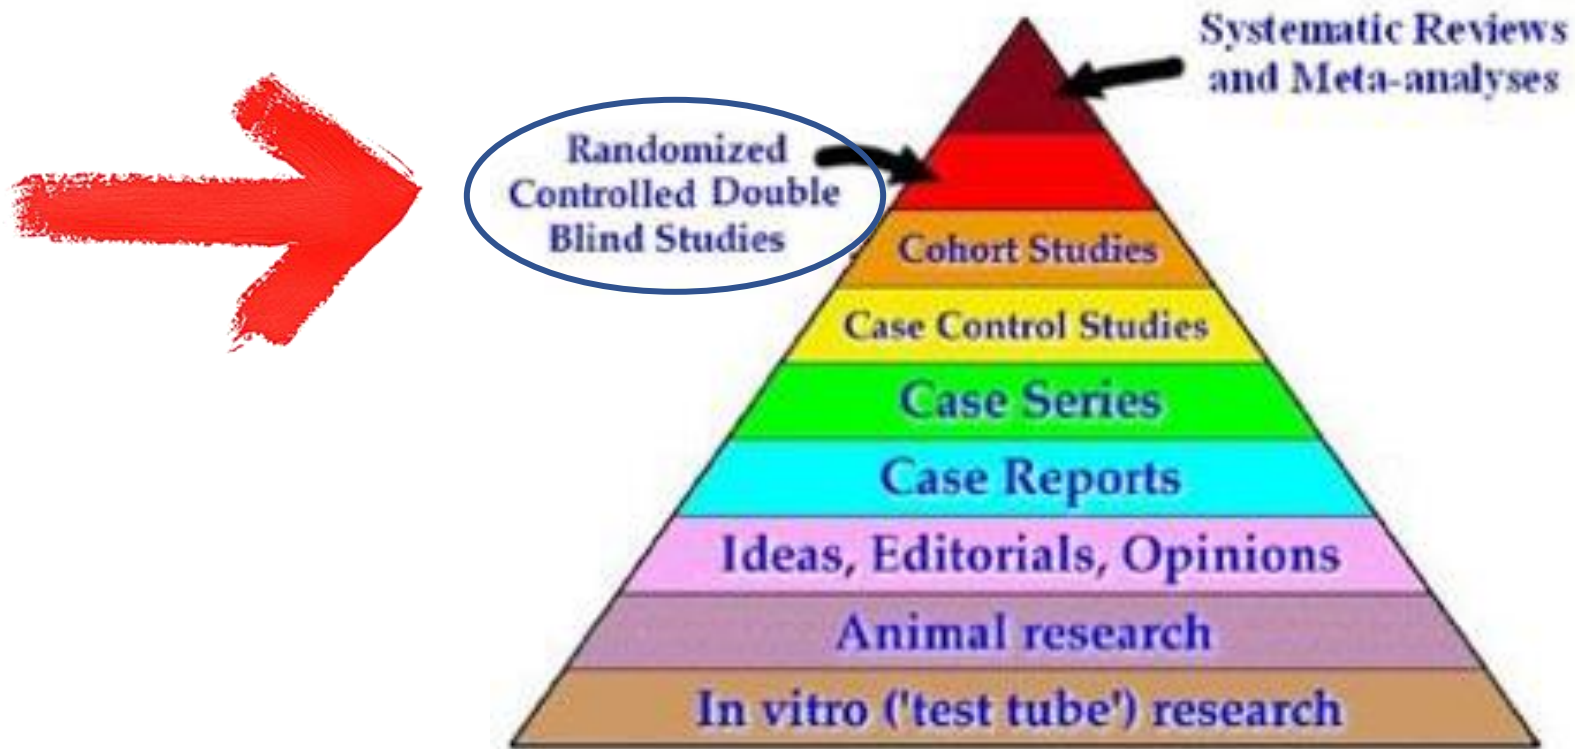 Systematic Reviews
and Meta-analyses
Randomized
Controlled Double
Blind Studies
Cohort Studies
Case Control Studies
Case Series
Case Reports
Ideas, Editorials, Opinions
Animal research
In vitro ('test tube') research